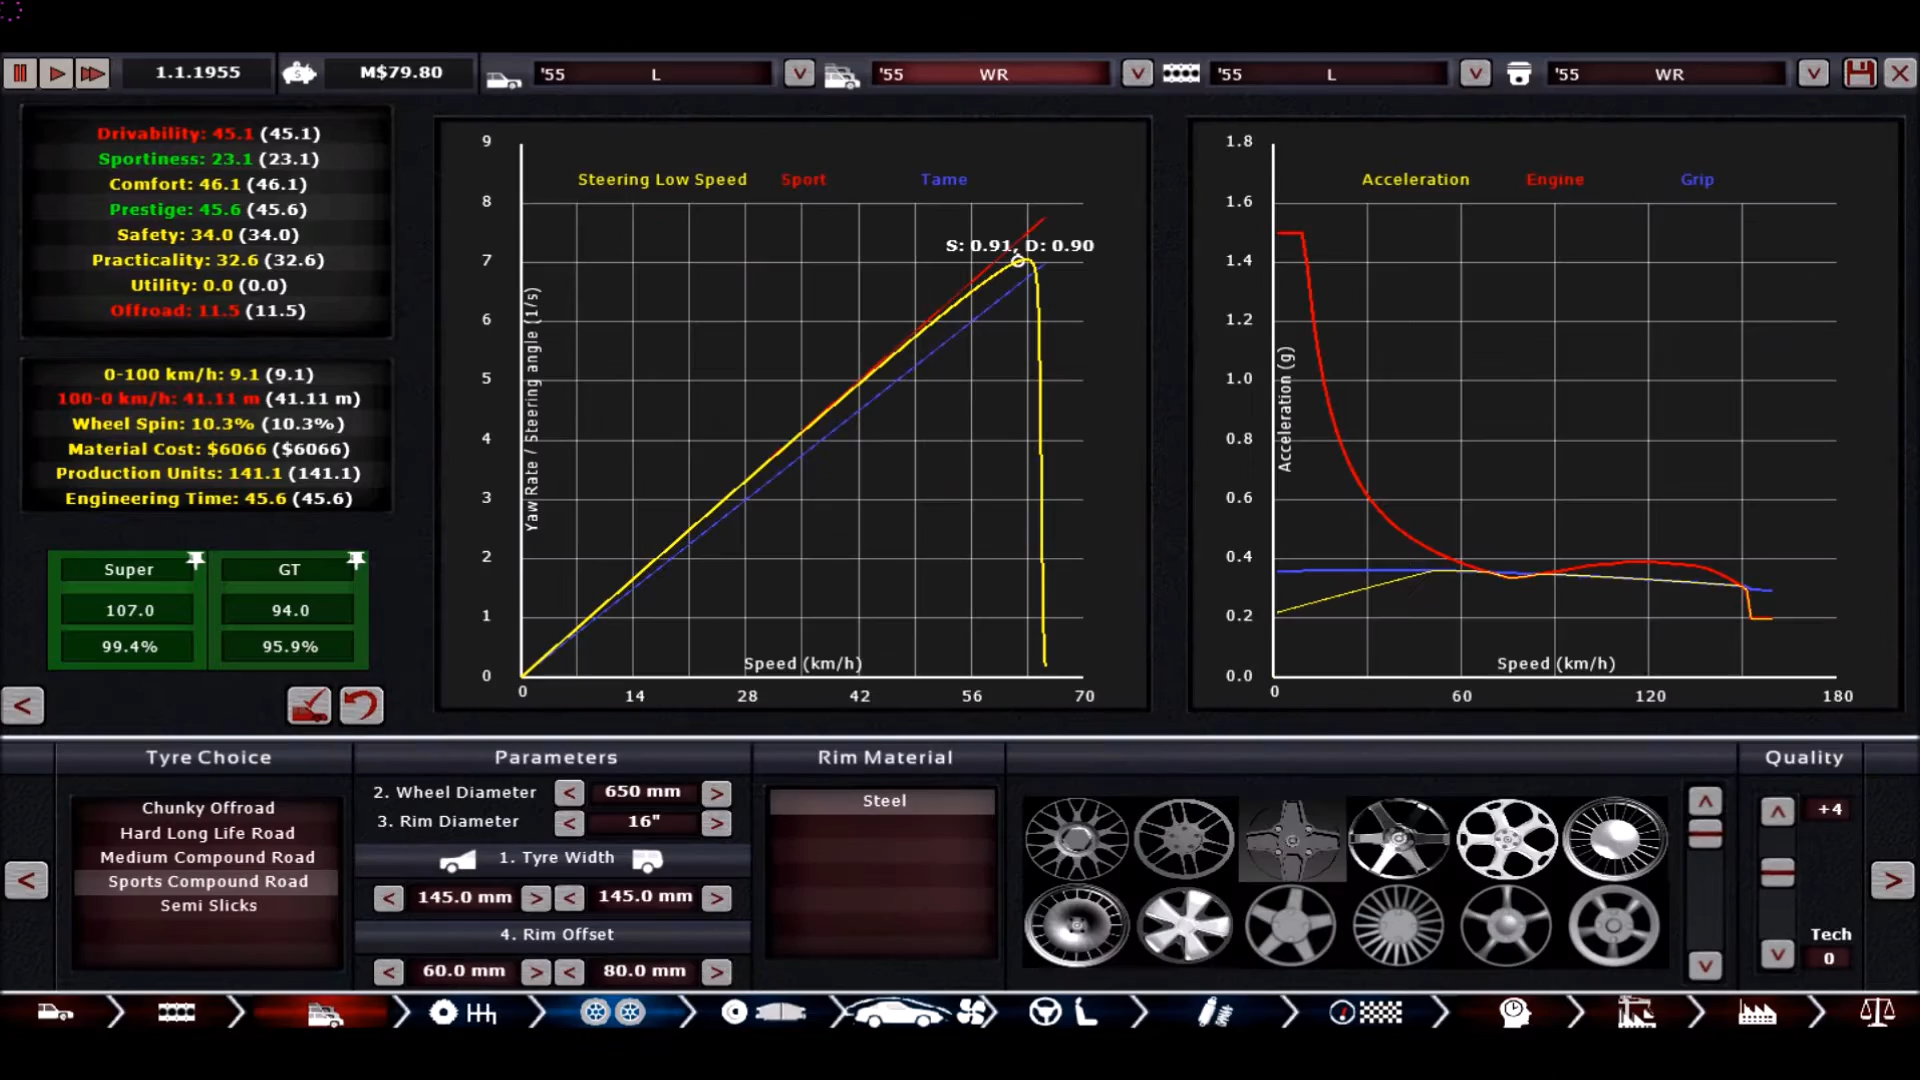 1.1.1955
M$79.80
'55 L
'55 WR
'55 L
'55 WR
Drivability: 45.1 (45.1)
Sportiness: 23.1 (23.1)
Comfort: 46.1 (46.1)
Prestige: 45.6 (45.6)
Safety: 34.0 (34.0)
Practicality: 32.6 (32.6)
Utility: 0.0 (0.0)
Offroad: 11.5 (11.5)
0-100 km/h: 9.1 (9.1)
100-0 km/h: 41.11 m (41.11 m)
Wheel Spin: 10.3% (10.3%)
Material Cost: $6066 ($6066)
Production Units: 141.1 (141.1)
Engineering Time: 45.6 (45.6)
Super
107.0
99.4%
GT
94.0
95.9%
9
8
7
6
5
4
3
2
1
0
Yaw Rate / Steering angle (1/s)
Steering Low Speed Sport Tame
S: 0.91, D: 0.90
Speed (km/h)
0 14 28 42 56 70
1.8
1.6
1.4
1.2
1.0
0.8
0.6
0.4
0.2
0.0
Acceleration (g)
Acceleration Engine Grip
Speed (km/h)
0 60 120 180
Tyre Choice
Chunky Offroad
Hard Long Life Road
Medium Compound Road
Sports Compound Road
Semi Slicks
Parameters
2. Wheel Diameter 650 mm
3. Rim Diameter 16"
1. Tyre Width
145.0 mm 145.0 mm
4. Rim Offset
60.0 mm 80.0 mm
Rim Material
Steel
Quality
+4
Tech
0